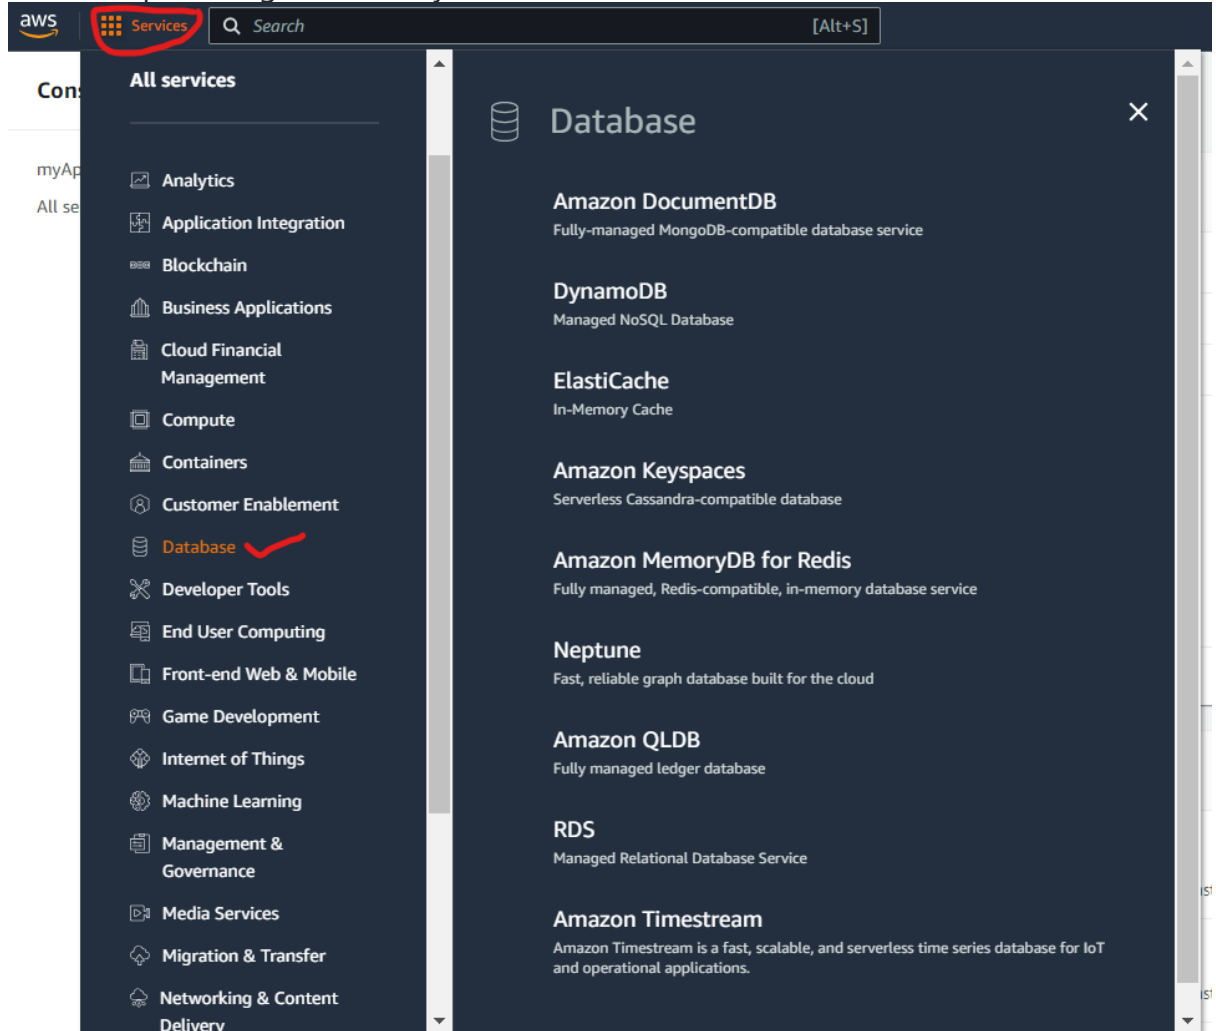 aws
Services
Search
[Alt+S]
All services
Analytics
Application Integration
Blockchain
Business Applications
Cloud Financial
Management
Compute
Containers
Customer Enablement
Database
Developer Tools
End User Computing
Front-end Web & Mobile
Game Development
Internet of Things
Machine Learning
Management &
Governance
Media Services
Migration & Transfer
Networking & Content
Delivery
Database
Amazon DocumentDB
Fully-managed MongoDB-compatible database service
DynamoDB
Managed NoSQL Database
ElastiCache
In-Memory Cache
Amazon Keyspaces
Serverless Cassandra-compatible database
Amazon MemoryDB for Redis
Fully managed, Redis-compatible, in-memory database service
Neptune
Fast, reliable graph database built for the cloud
Amazon QLDB
Fully managed ledger database
RDS
Managed Relational Database Service
Amazon Timestream
Amazon Timestream is a fast, scalable, and serverless time series database for IoT
and operational applications.